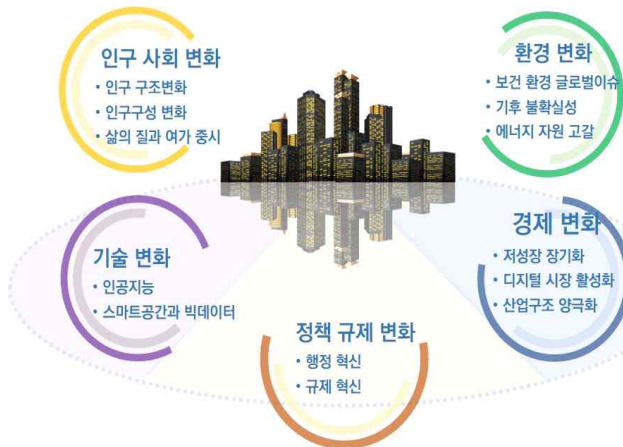 인구 사회 변화
• 인구 구조변화
• 인구구성 변화
• 삶의 질과 여가 중시
환경 변화
• 보건 환경 글로벌이슈
• 기후 불확실성
• 에너지 자원 고갈
기술 변화
• 인공지능
• 스마트공간과 빅데이터
경제 변화
• 저성장 장기화
• 디지털 시장 활성화
• 산업구조 양극화
정책 규제 변화
• 행정 혁신
• 규제 혁신